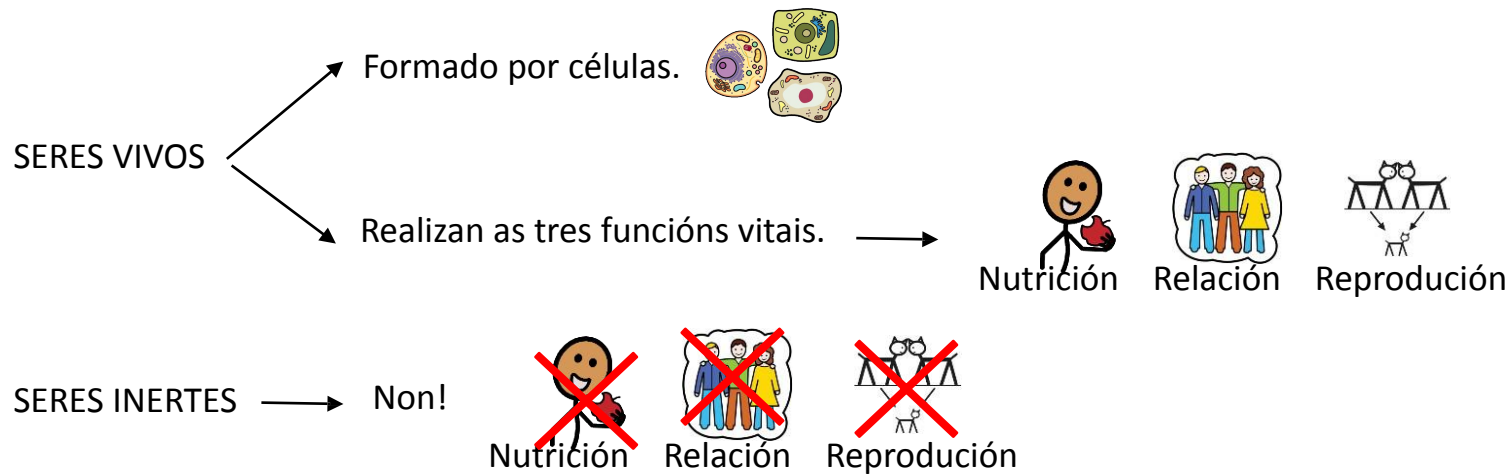 Formado por células.
SERES VIVOS
Realizan as tres funcións vitais.
Nutrición Relación Reprodución
SERES INERTES Non!
Nutrición Relación Reprodución